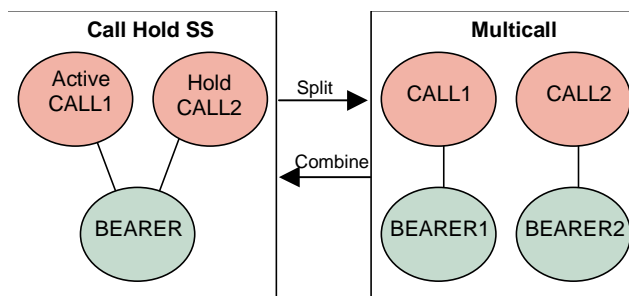 Call Hold SS
Active
CALL1
Hold
CALL2
BEARER
Split
Combine
Multicall
CALL1
CALL2
BEARER1
BEARER2